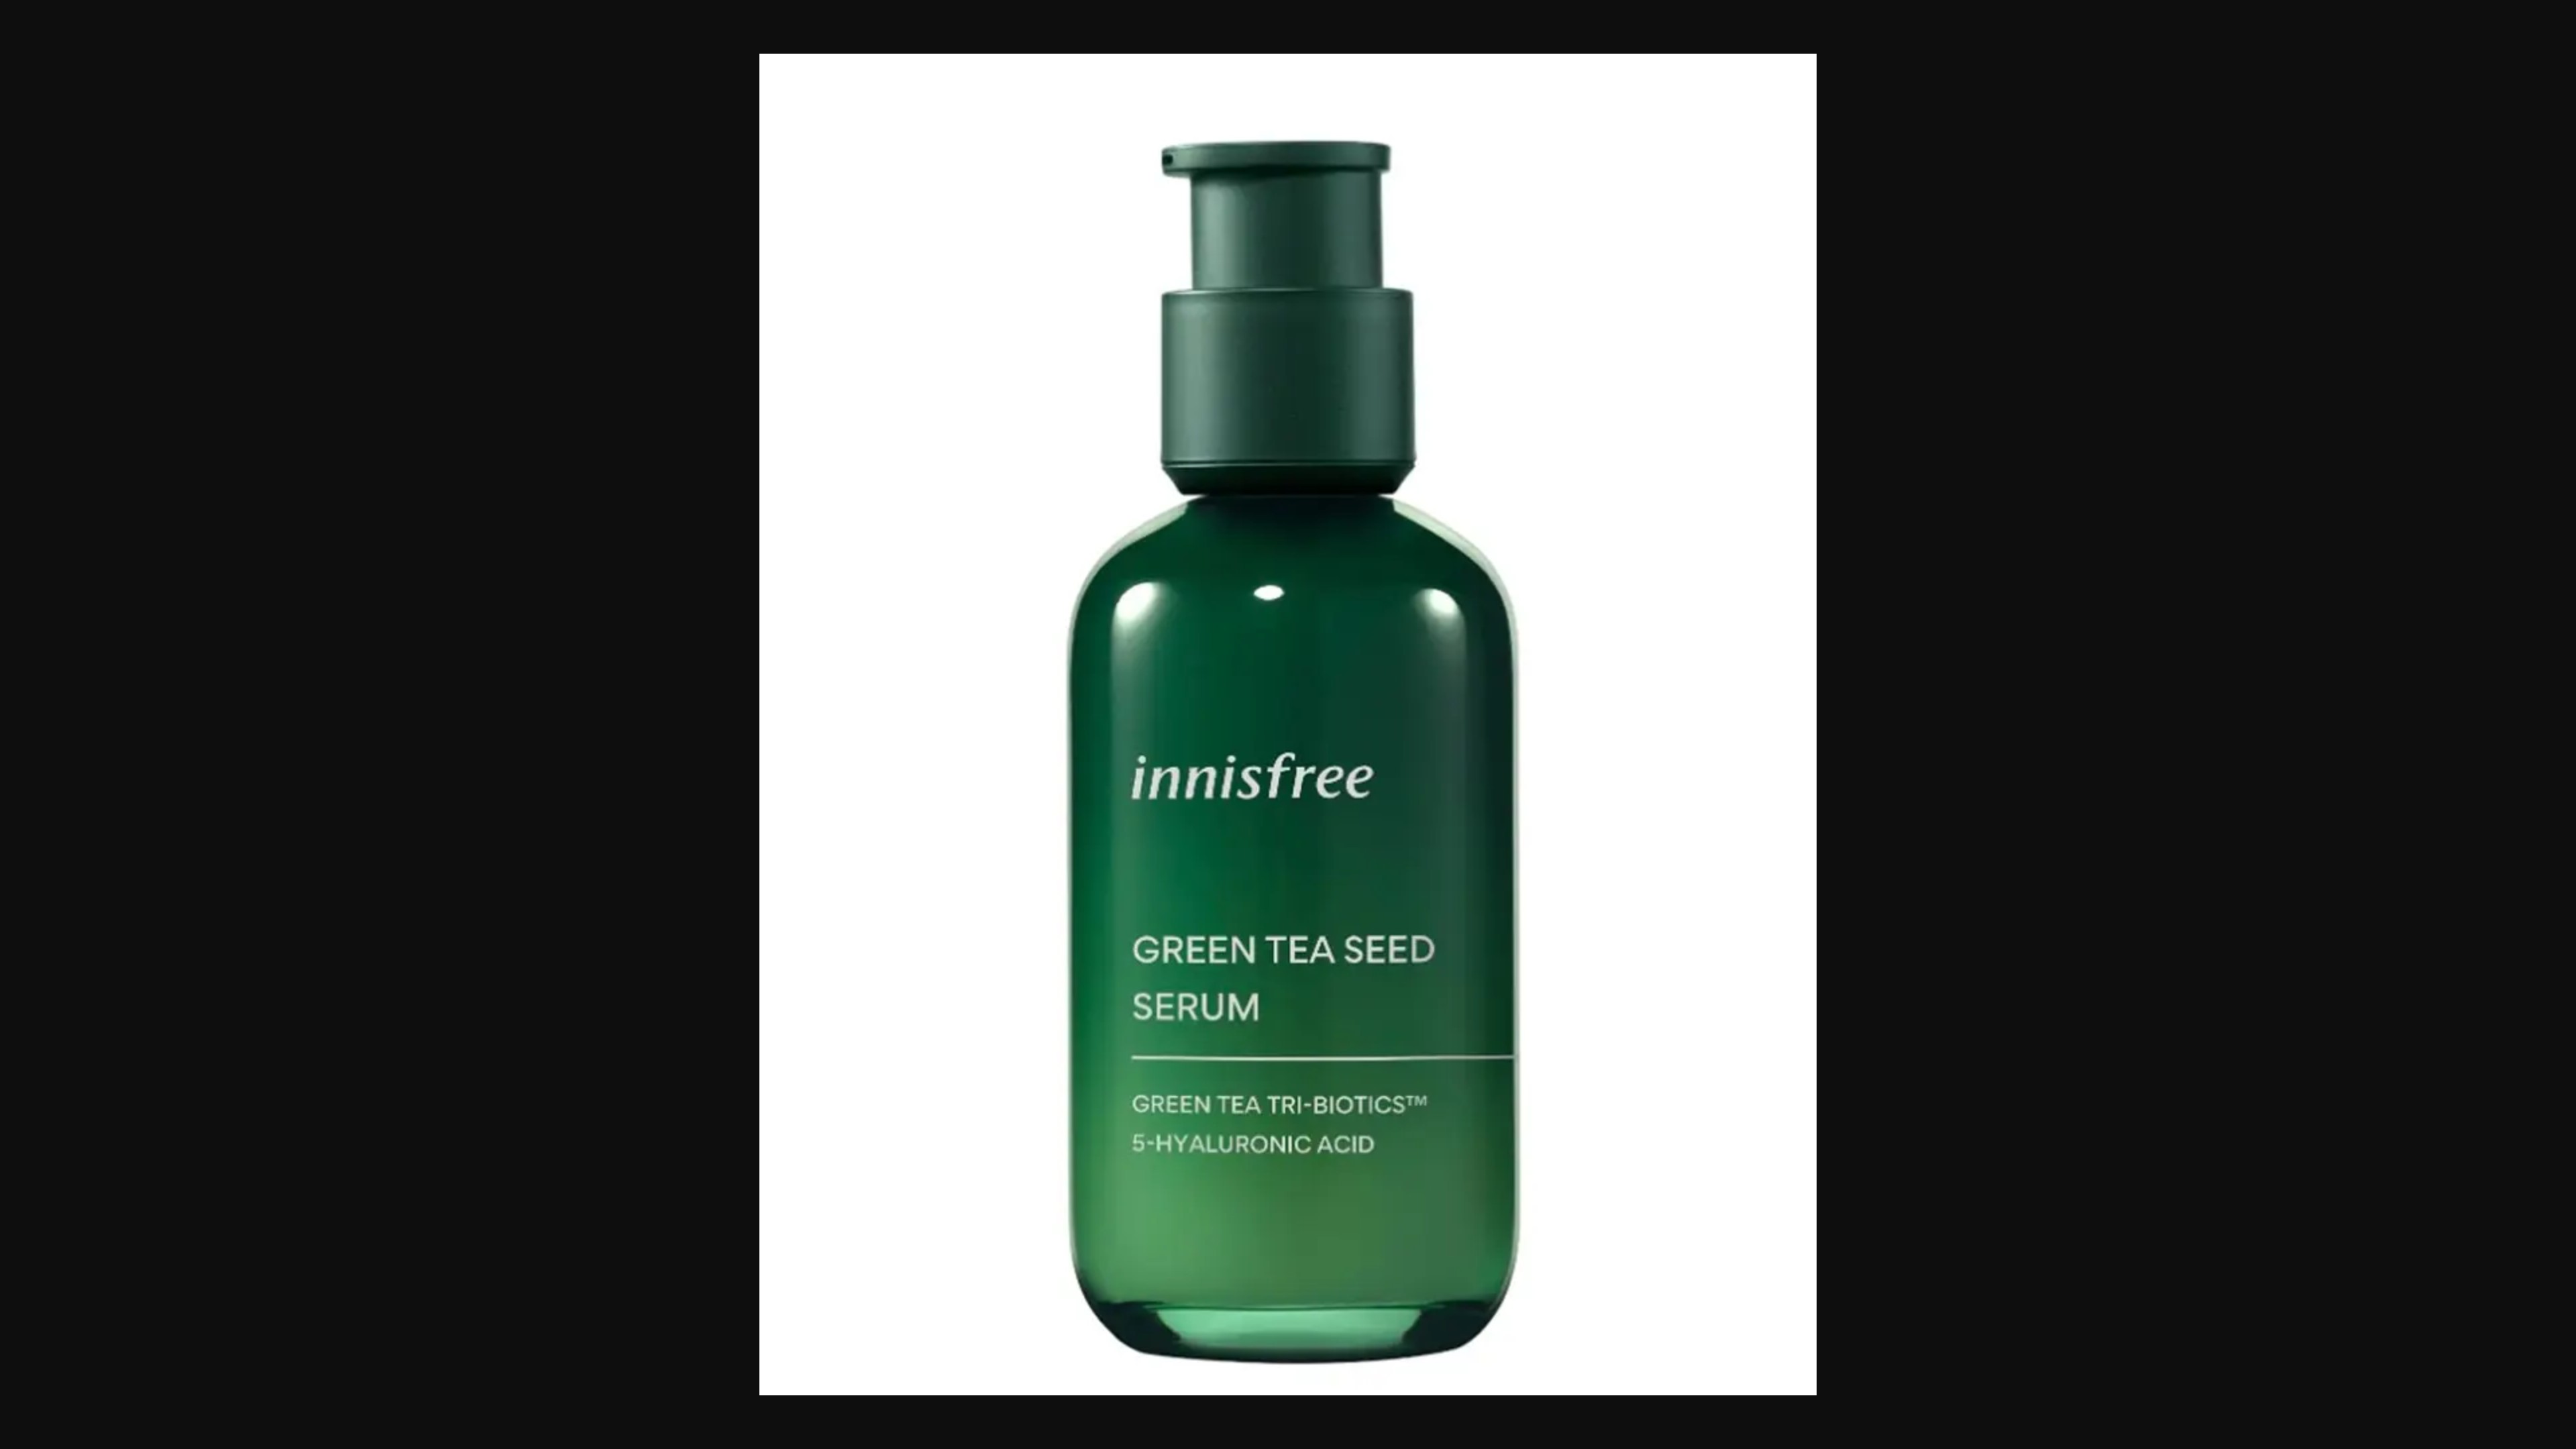 innisfree
GREEN TEA SEED
SERUM
GREEN TEA TRI-BIOTICS™
5-HYALURONIC ACID